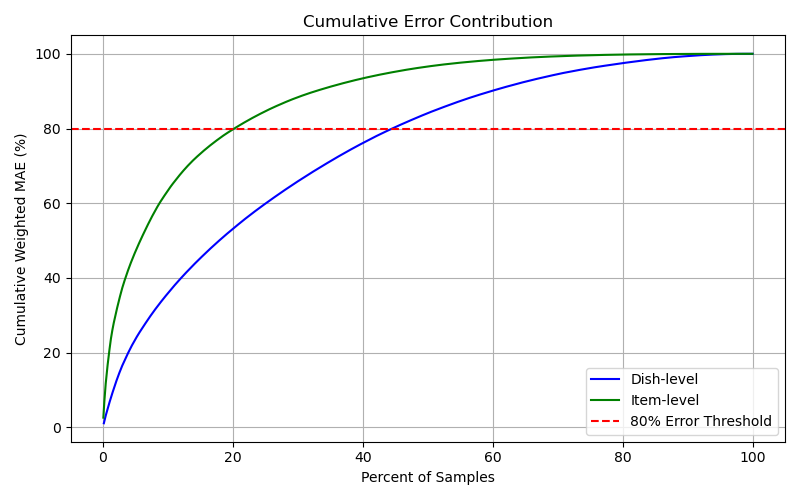 Cumulative Error Contribution
Cumulative Weighted MAE (%)
100
80
60
40
20
0
0 20 40 60 80 100
Percent of Samples
Dish-level
Item-level
80% Error Threshold